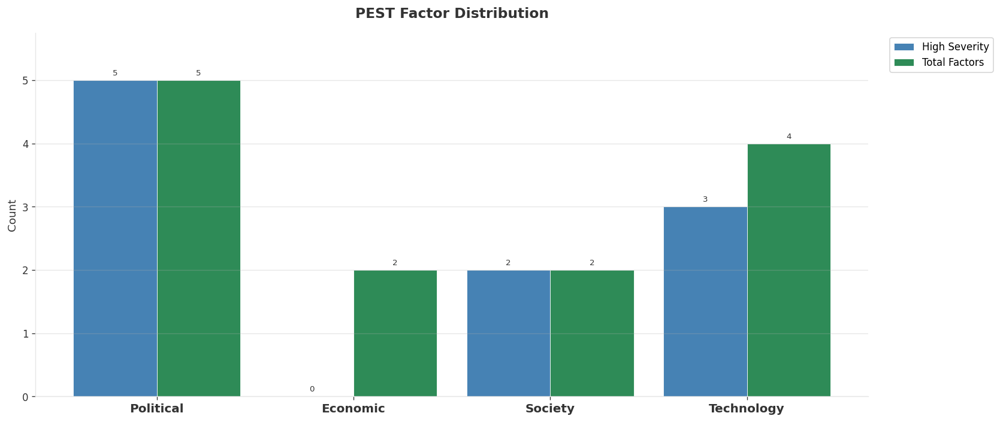 PEST Factor Distribution
High Severity
Total Factors
Count
5
4
3
2
1
0
5
5
0
2
2
2
3
4
Political
Economic
Society
Technology